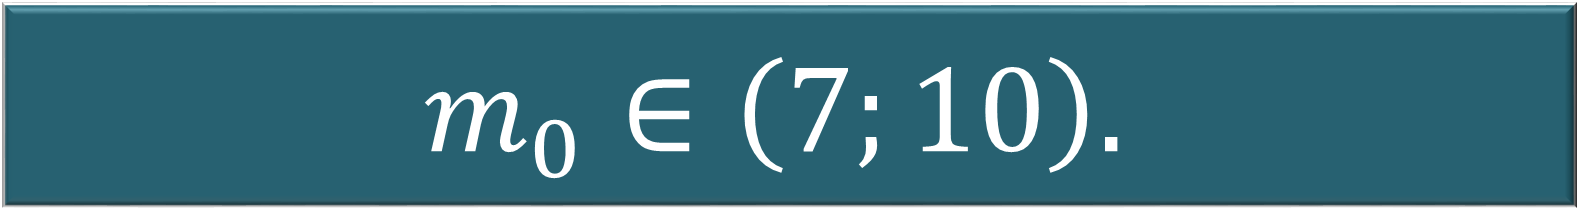 m₀ ∈ (7; 10).